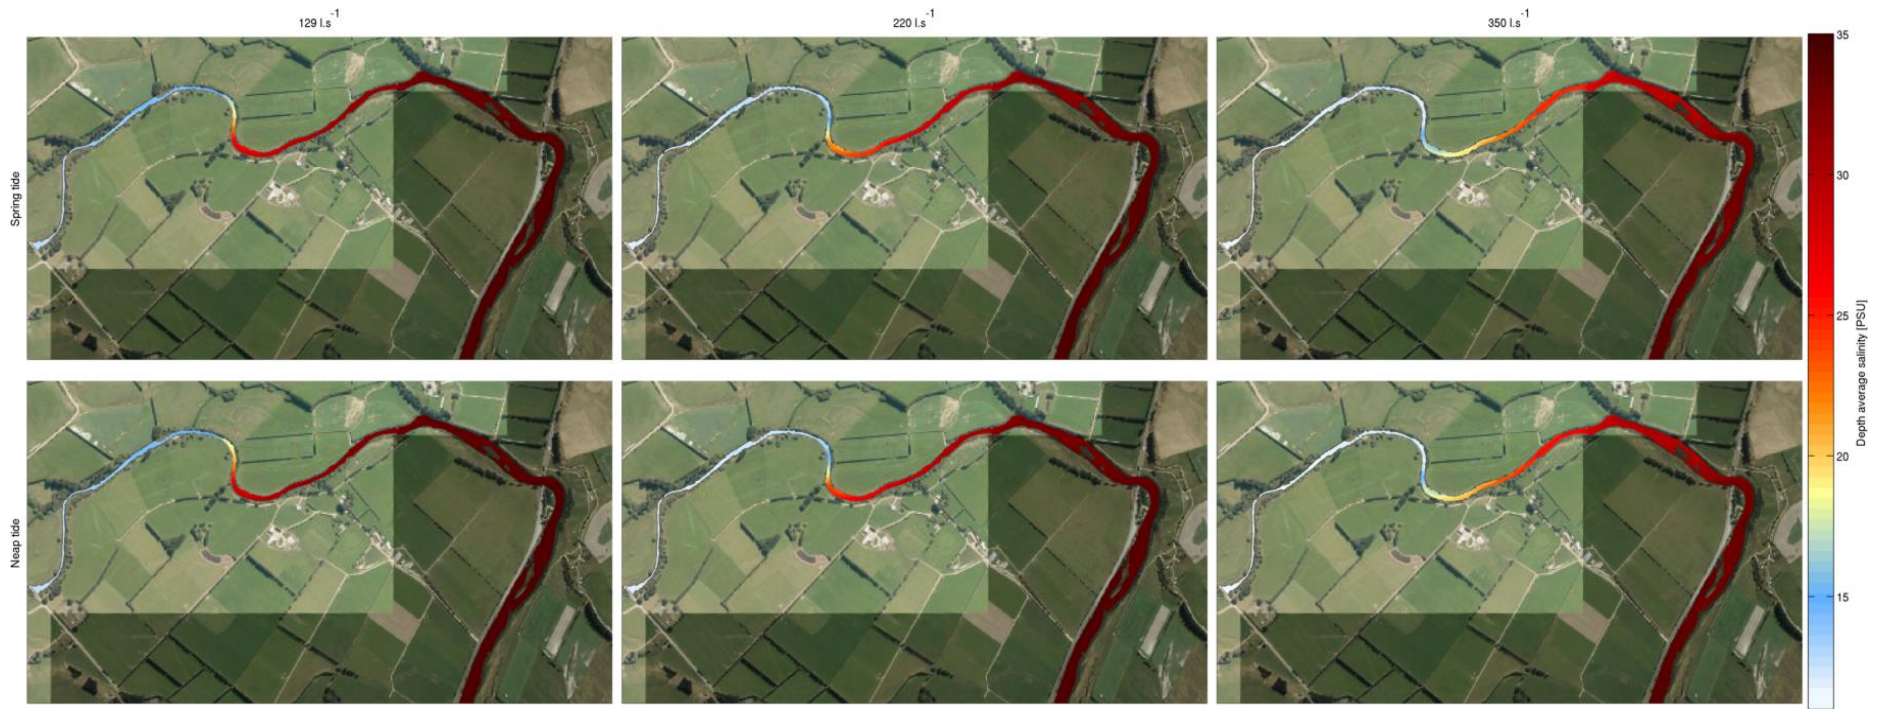 129 l.s-1
220 l.s-1
350 l.s-1
Spring tide
Neap tide
35
30
25
20
15
Depth average salinity [PSU]